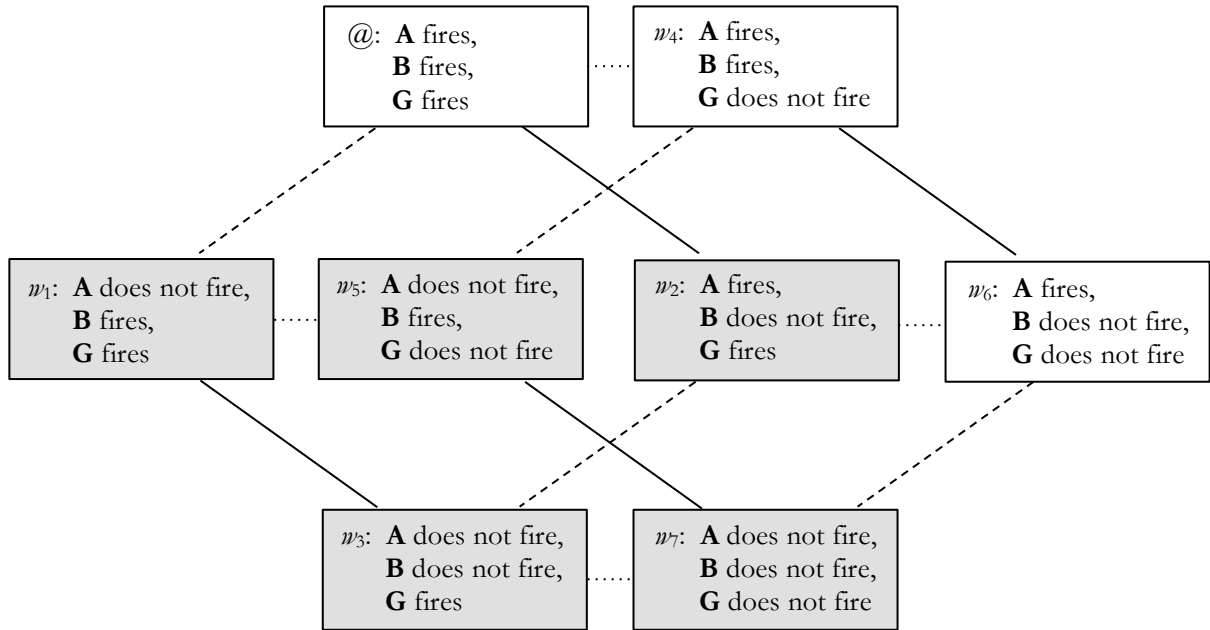 @: A fires,
B fires,
G fires
w4: A fires,
B fires,
G does not fire
w1: A does not fire,
B fires,
G fires
w5: A does not fire,
B fires,
G does not fire
w2: A fires,
B does not fire,
G fires
w6: A fires,
B does not fire,
G does not fire
w3: A does not fire,
B does not fire,
G fires
w7: A does not fire,
B does not fire,
G does not fire